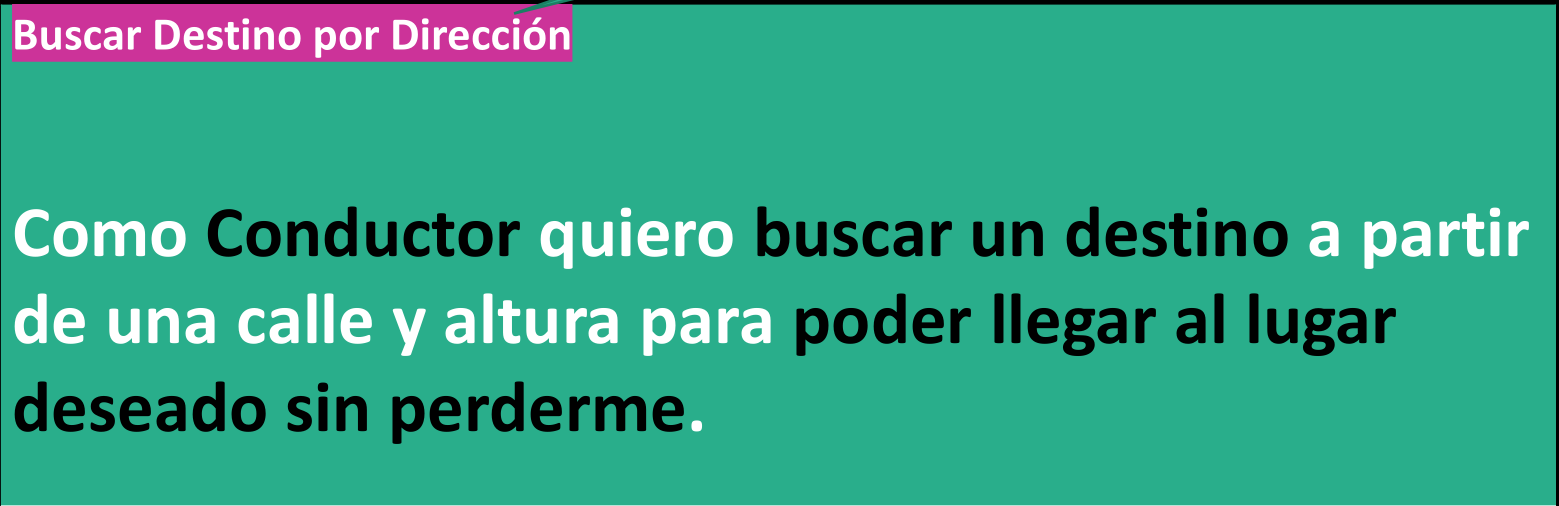 Buscar Destino por Dirección
Como Conductor quiero buscar un destino a partir
de una calle y altura para poder llegar al lugar
deseado sin perderme.